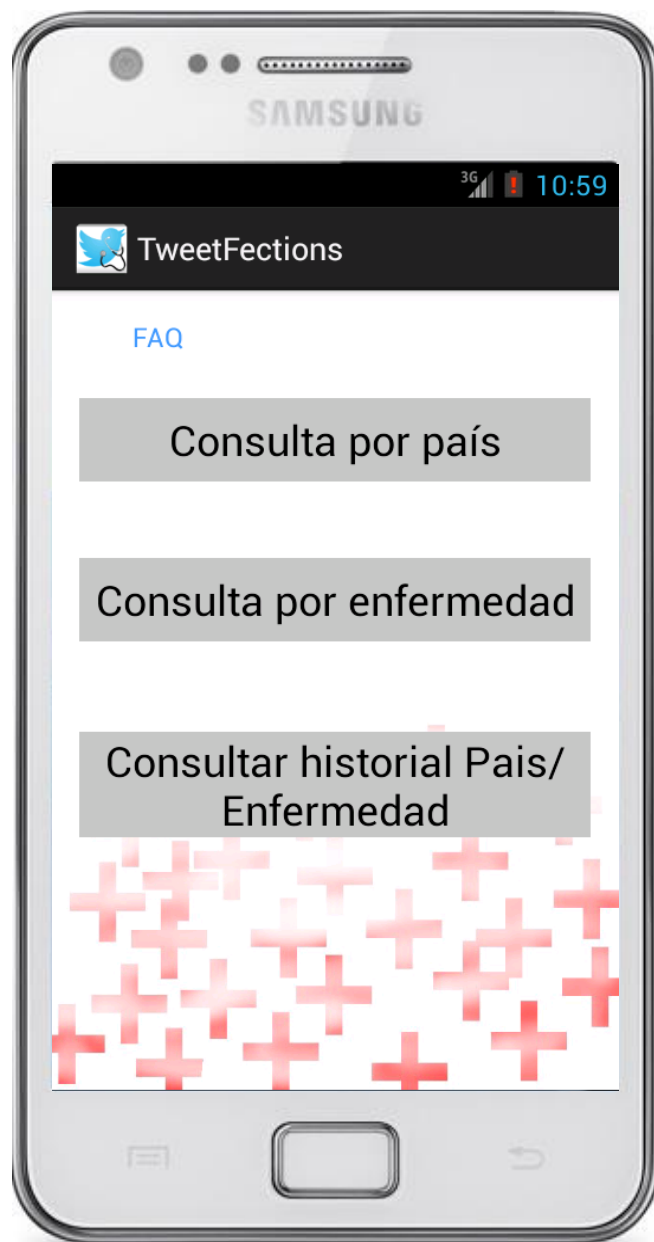 SAMSUNG
3G 10:59
TweetFections
FAQ
Consulta por país
Consulta por enfermedad
Consultar historial Pais/
Enfermedad